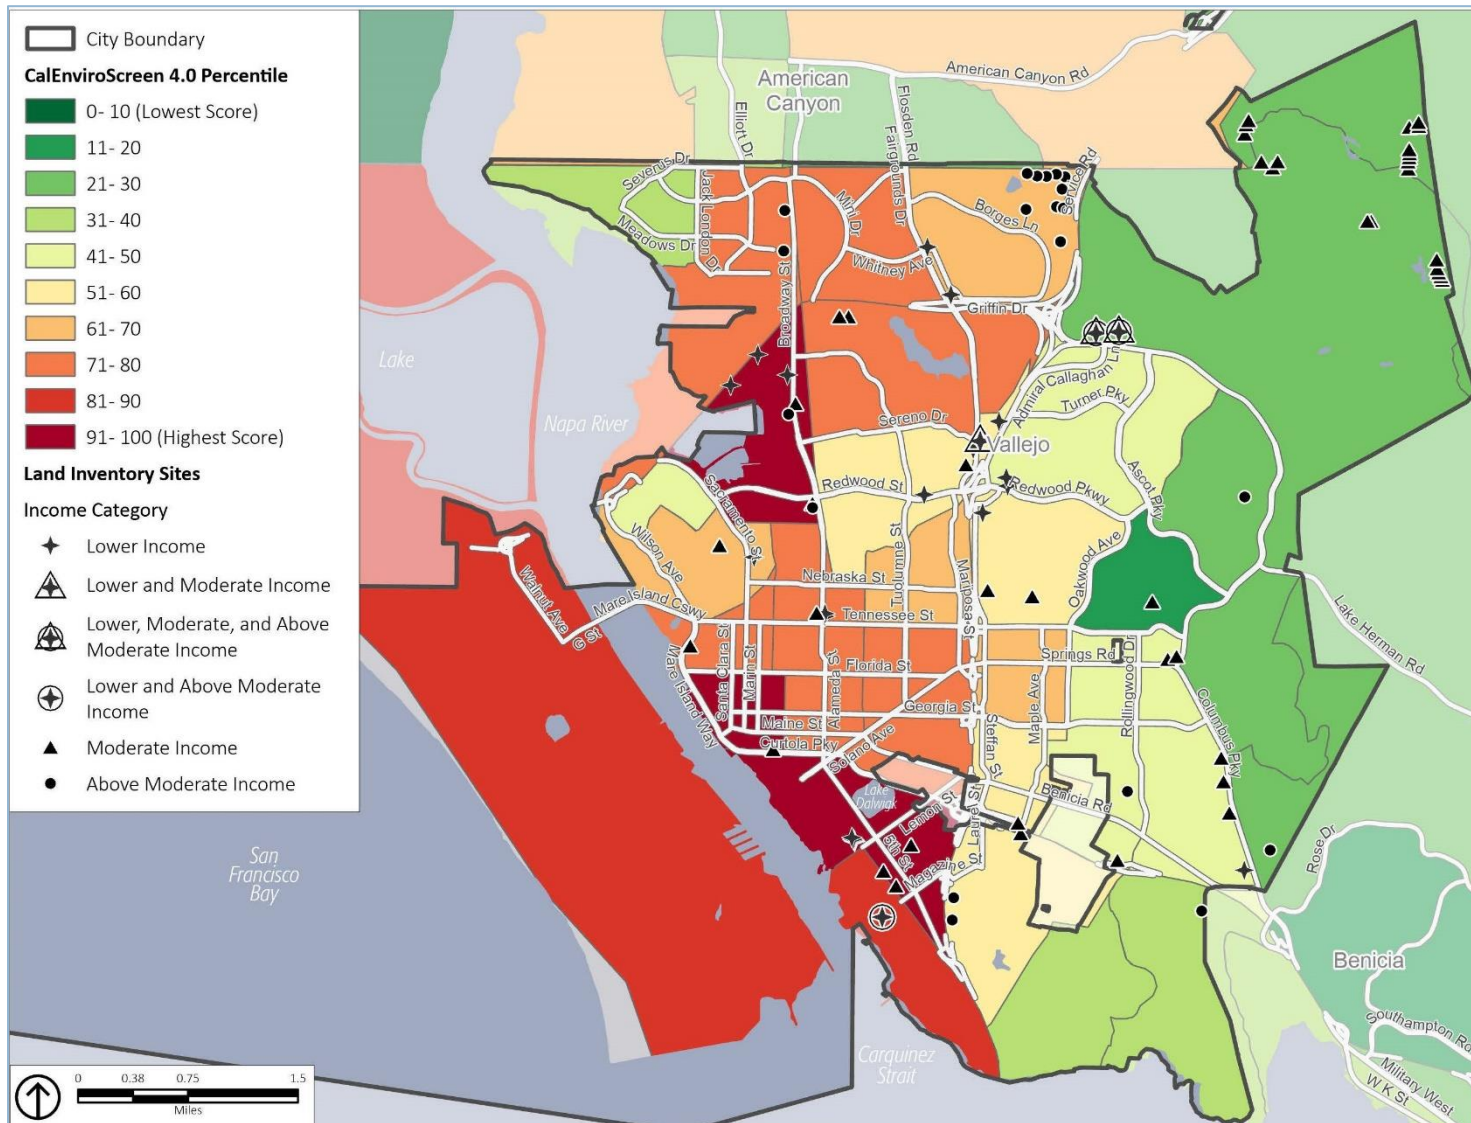 City Boundary
CalEnviroScreen 4.0 Percentile
0- 10 (Lowest Score)
11- 20
21- 30
31- 40
41- 50
51- 60
61- 70
71- 80
81- 90
91- 100 (Highest Score)
Land Inventory Sites
Income Category
Lower Income
Lower and Moderate Income
Lower, Moderate, and Above
Moderate Income
Lower and Above Moderate
Income
Moderate Income
Above Moderate Income
American
Canyon
American Canyon Rd
Elliott Dr
Flosden Rd
Fairgrounds Dr
Severus Dr
Jack London Dr
Meadows Dr
Mini Dr
Whitney Ave
Borges Ln
Service Rd
Broadway St
Griffin Dr
Lake
Napa River
Admiral Callaghan Ln
Turner Pky
Sereno Dr
Vallejo
Redwood St
Redwood Pkwy
Ascot Pky
Sacramento St
Wilson Ave
Oakwood Ave
Tuolumne St
Mariposa St
Nebraska St
Tennessee St
Walnut Ave
G St
Mare Island Cswy
Lake Herman Rd
Santa Clara St
Marin St
Florida St
Springs Rd
Rollingwood Dr
Mare Island Way
Alameda St
Georgia St
Maple Ave
Columbus Pky
Maine St
Curtola Pky
Solano Ave
Steffan St
Lake
Dalwigk
Lemon St
Laurel St
Benicia Rd
5th St
Magazine St
Rose Dr
San
Francisco
Bay
Benicia
Southampton Rd
Carquinez
Strait
Military West
W K St
0 0.38 0.75 1.5
Miles